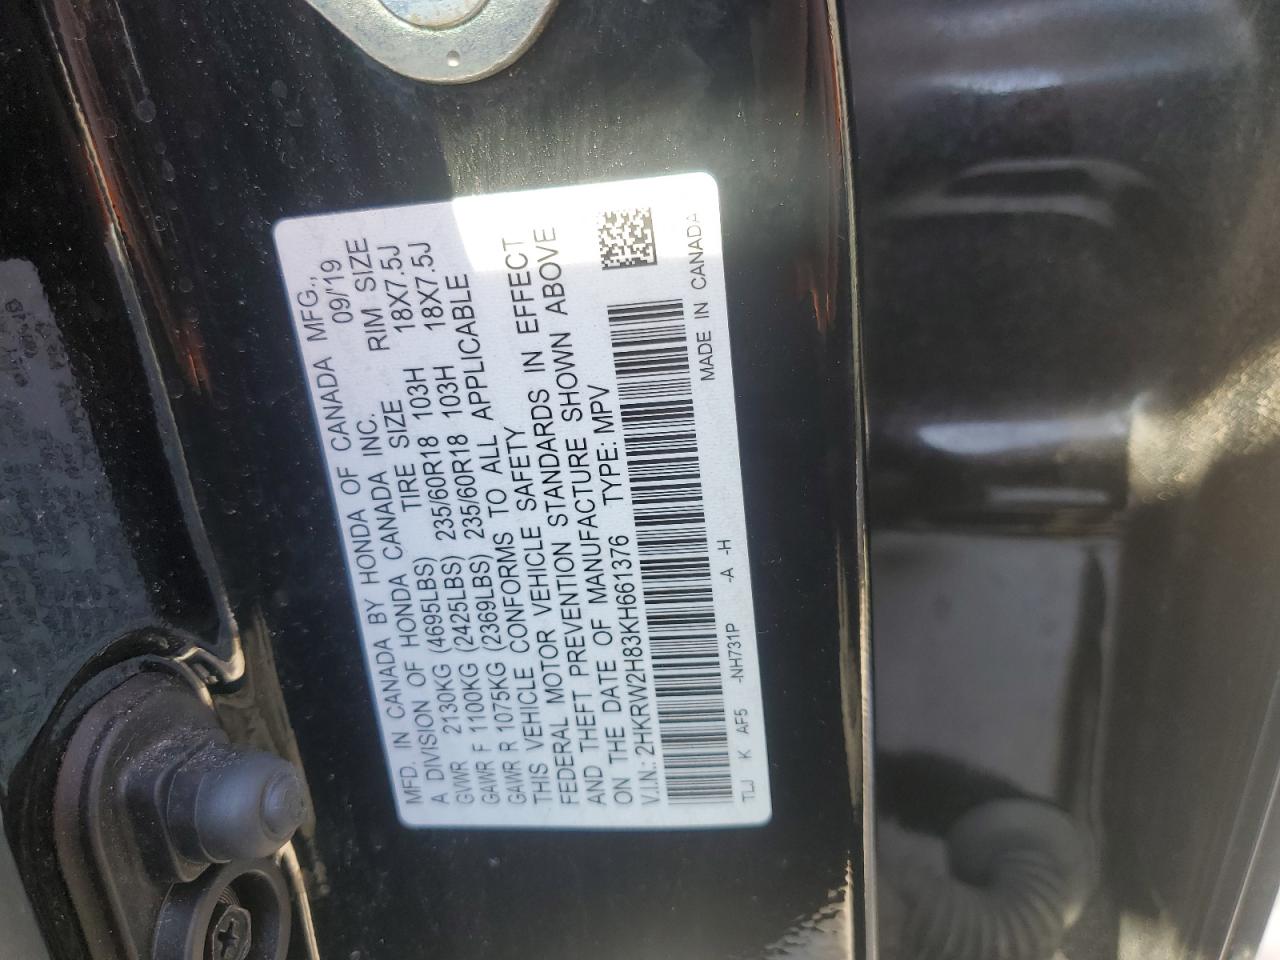 MFD. IN CANADA BY HONDA OF CANADA MFG.,
A DIVISION OF HONDA CANADA INC. 09/'19
GVWR 2130KG (4695LBS) TIRE SIZE RIM SIZE
GAWR F 1100KG (2425LBS) 235/60R18 103H 18X7.5J
GAWR R 1075KG (2369LBS) 235/60R18 103H 18X7.5J
THIS VEHICLE CONFORMS TO ALL APPLICABLE
FEDERAL MOTOR VEHICLE SAFETY
AND THEFT PREVENTION STANDARDS IN EFFECT
ON THE DATE OF MANUFACTURE SHOWN ABOVE
V.I.N.: 2HKRW2H83KH661376 TYPE: MPV
TLJ K AF5 -NH731P -A -H MADE IN CANADA